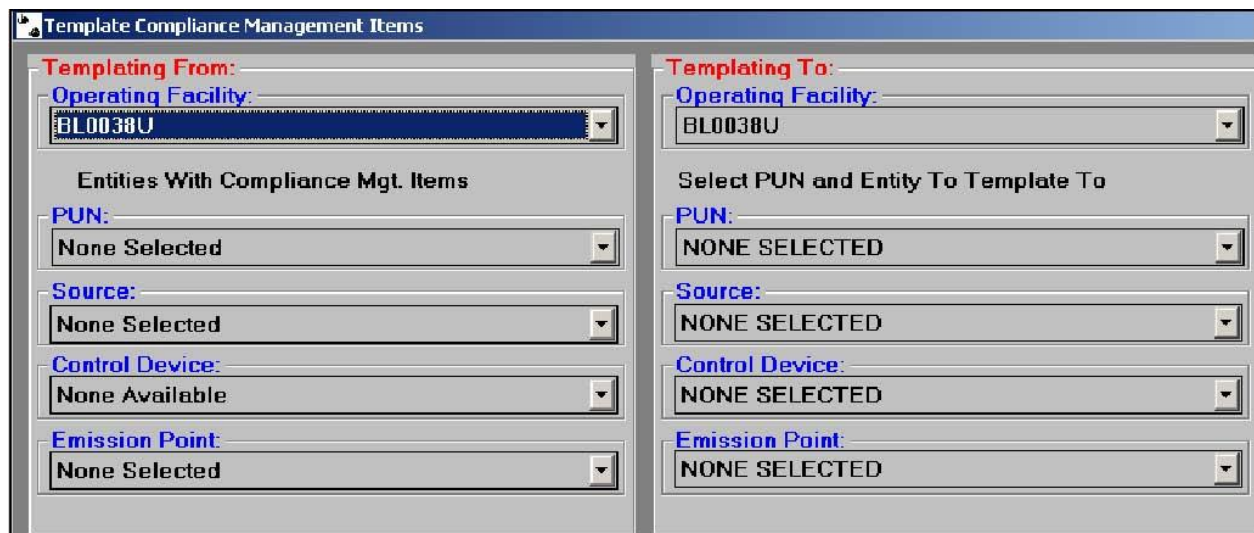 Template Compliance Management Items
Templating From:
Operating Facility:
BL0038U
Entities With Compliance Mgt. Items
PUN:
None Selected
Source:
None Selected
Control Device:
None Available
Emission Point:
None Selected
Templating To:
Operating Facility:
BL0038U
Select PUN and Entity To Template To
PUN:
NONE SELECTED
Source:
NONE SELECTED
Control Device:
NONE SELECTED
Emission Point:
NONE SELECTED